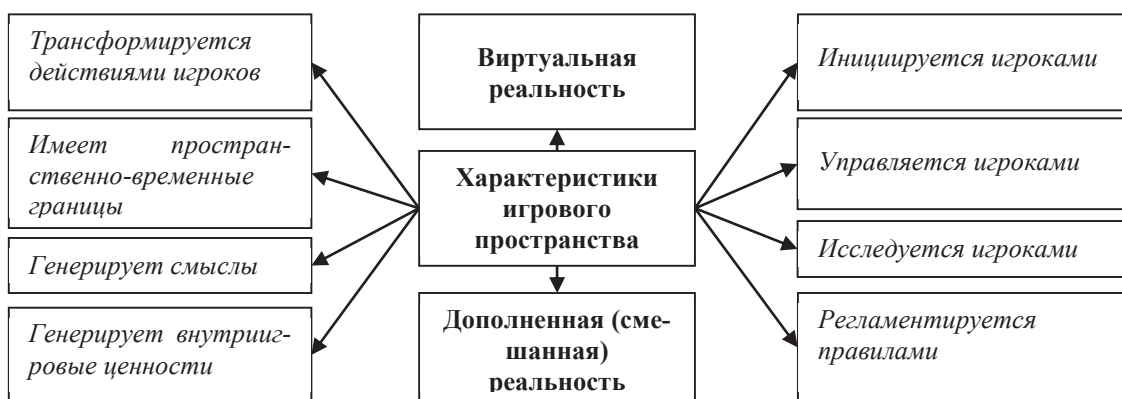 Трансформируется
действиями игроков
Имеет простран-
ственно-временные
границы
Генерирует смыслы
Генерирует внутрииг-
ровые ценности
Виртуальная
реальность
Характеристики
игрового
пространства
Дополненная (сме-
шанная)
реальность
Инициируется игроками
Управляется игроками
Исследуется игроками
Регламентируется
правилами